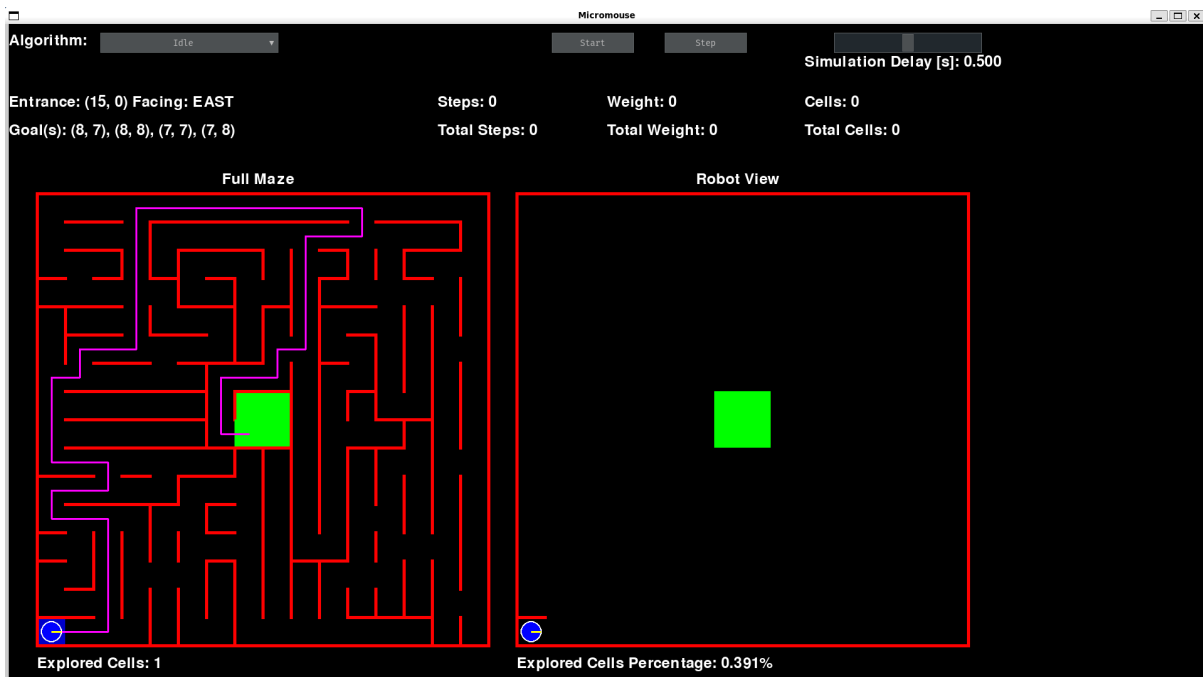 Micromouse
Algorithm: Idle Start Step
Simulation Delay [s]: 0.500
Entrance: (15, 0) Facing: EAST Steps: 0 Weight: 0 Cells: 0
Goal(s): (8, 7), (8, 8), (7, 7), (7, 8) Total Steps: 0 Total Weight: 0 Total Cells: 0
Full Maze Robot View
Explored Cells: 1 Explored Cells Percentage: 0.391%